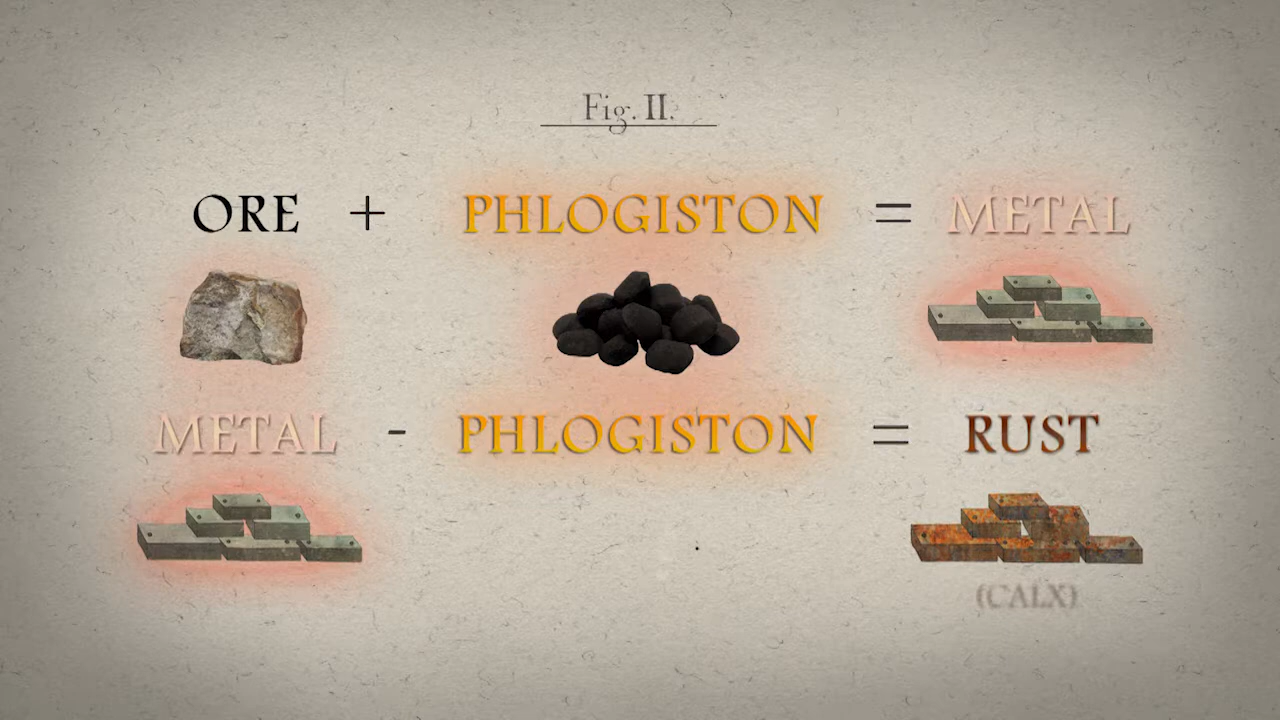 Fig. II.
ORE + PHLOGISTON = METAL
METAL - PHLOGISTON = RUST
(CALX)